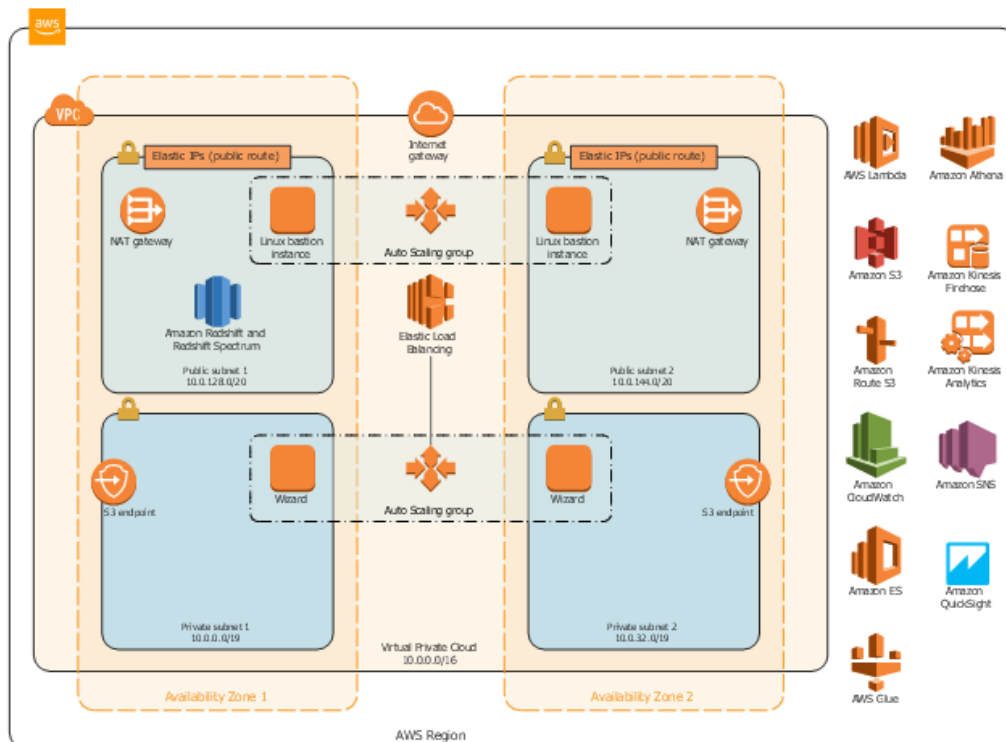 aws
VPC
Internet
gateway
Elastic IPs (public route)
Elastic IPs (public route)
NAT gateway
Linux bastion
instance
Auto Scaling group
Linux bastion
instance
NAT gateway
Amazon Redshift and
Redshift Spectrum
Elastic Load
Balancing
Public subnet 1
10.0.128.0/20
Public subnet 2
10.0.144.0/20
S3 endpoint
Wizard
Auto Scaling group
Wizard
S3 endpoint
Private subnet 1
10.0.0.0/19
Private subnet 2
10.0.32.0/19
Virtual Private Cloud
10.0.0.0/16
Availability Zone 1
Availability Zone 2
AWS Region
AWS Lambda
Amazon Athena
Amazon S3
Amazon Kinesis
Firehose
Amazon
Route S3
Amazon Kinesis
Analytics
Amazon
CloudWatch
Amazon SNS
Amazon ES
Amazon
QuickSight
AWS Glue